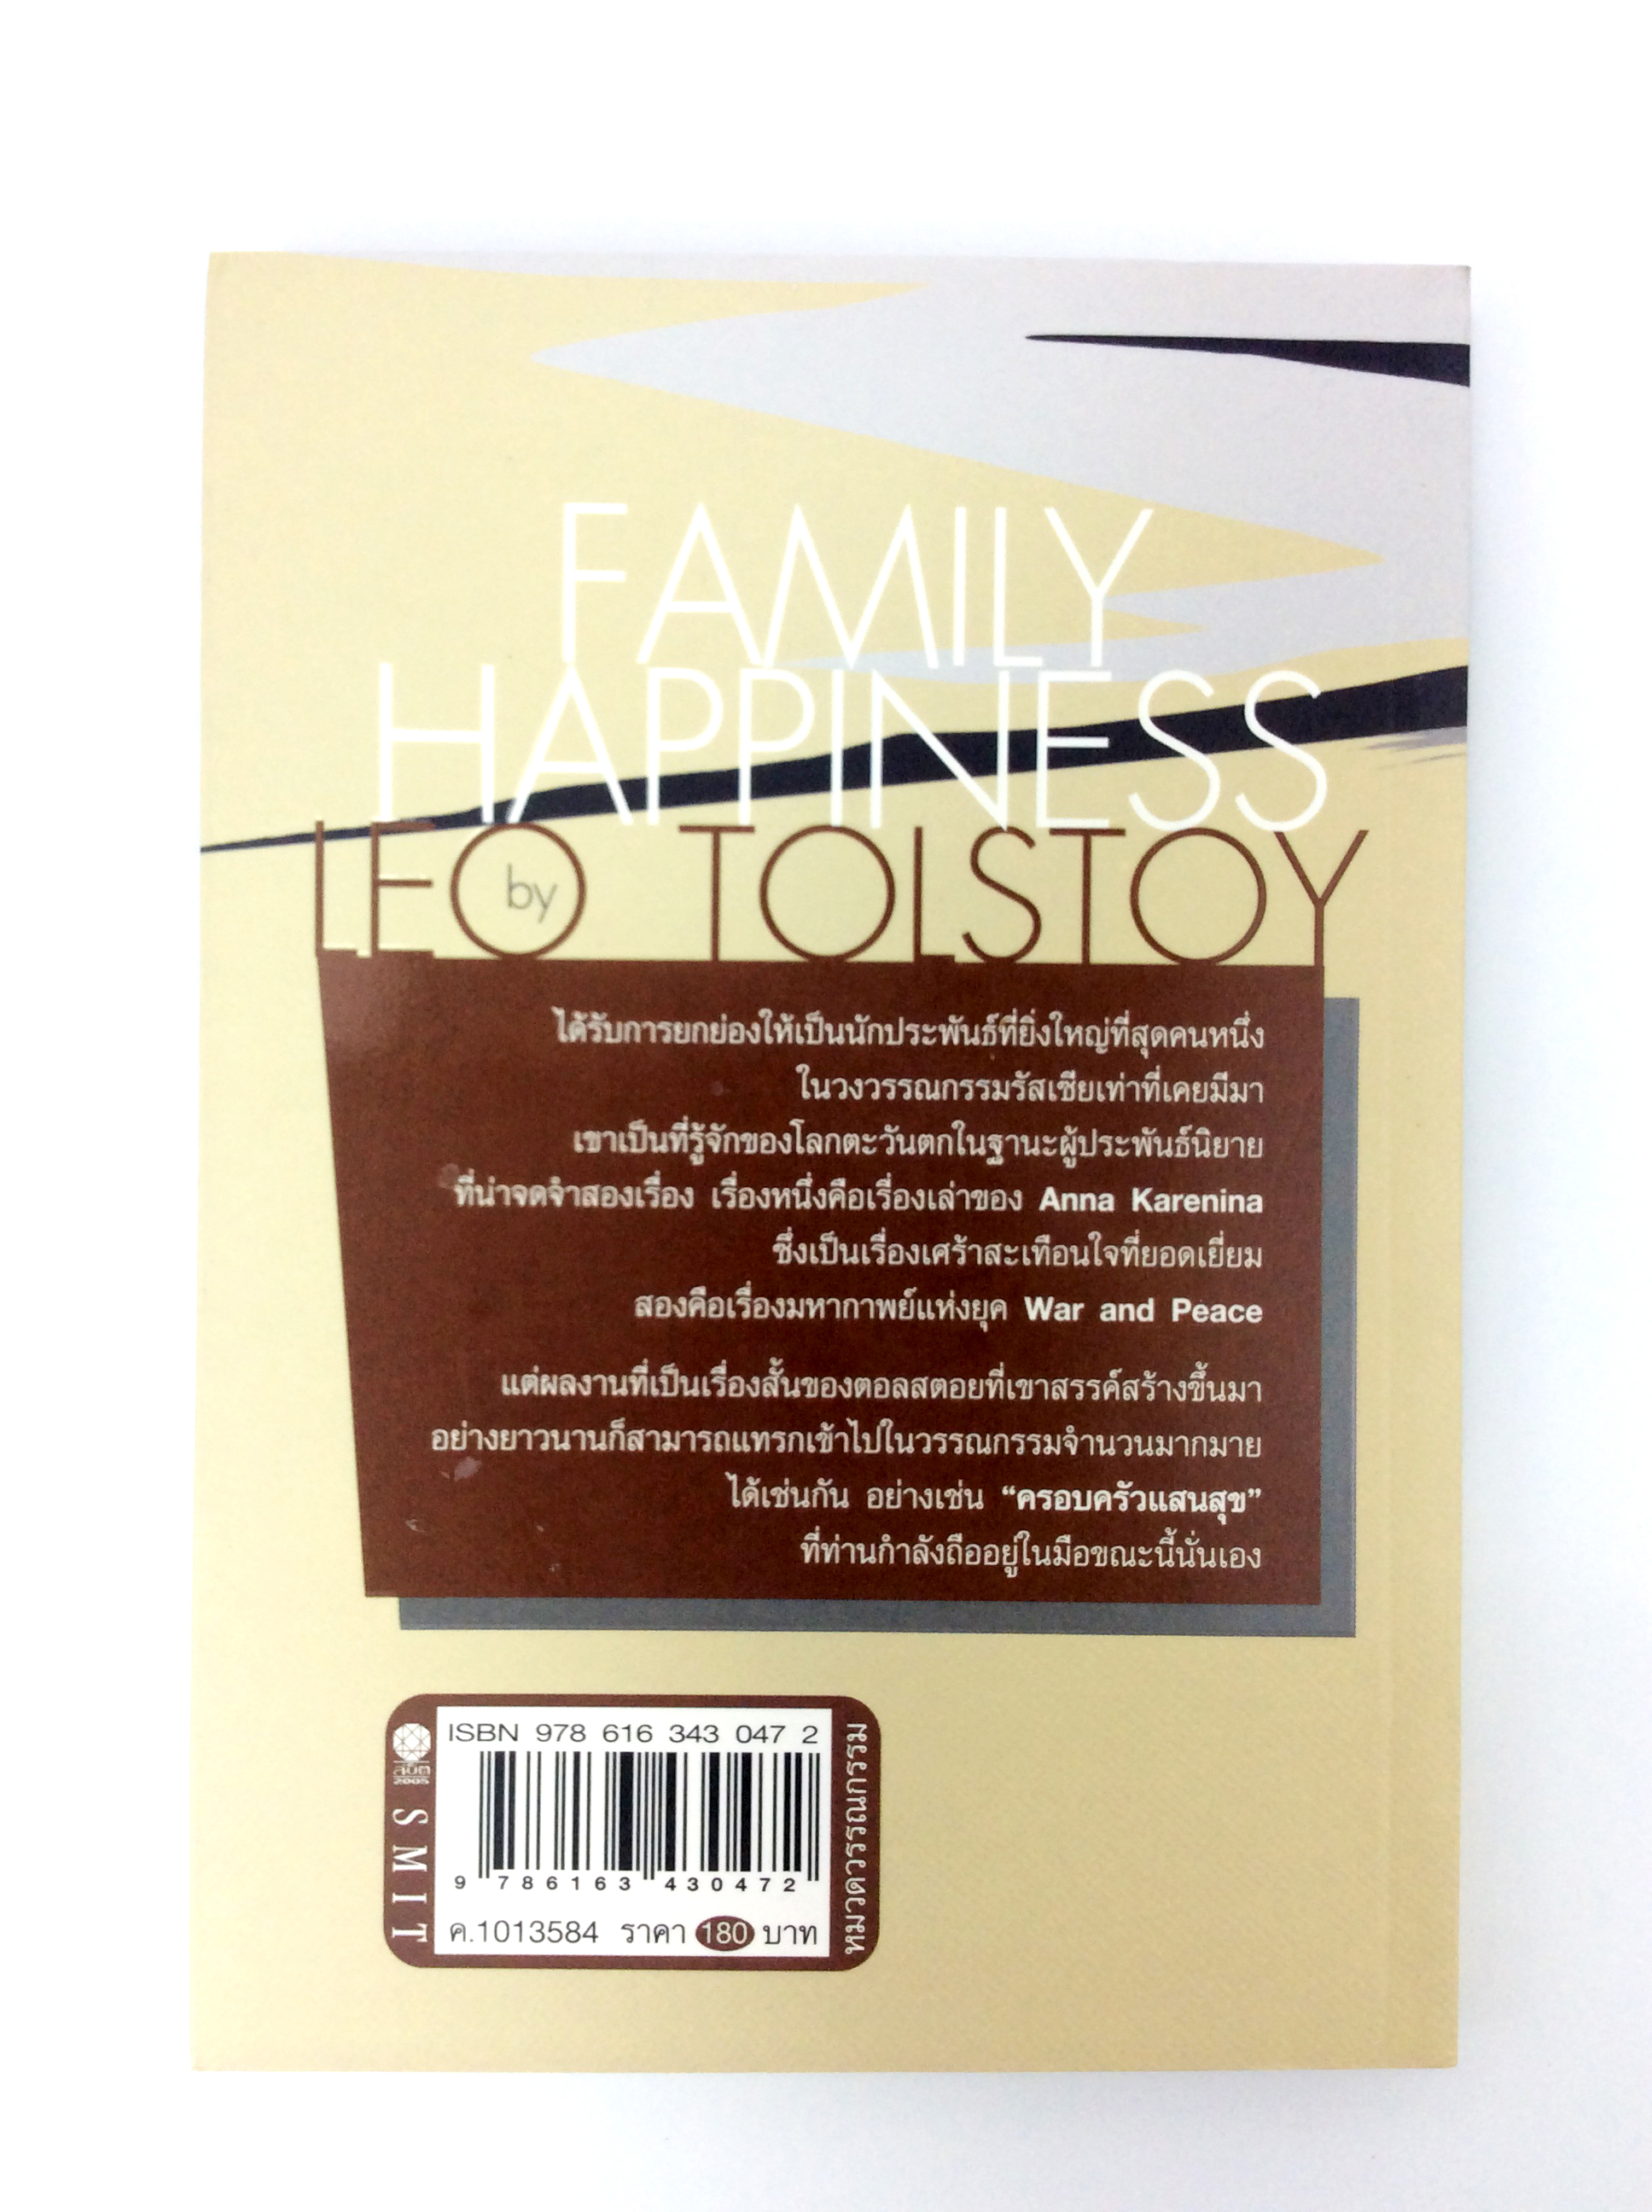 FAMILY
HAPPINESS
by
LEO TOLSTOY
ได้รับการยกย่องให้เป็นนักประพันธ์ที่ยิ่งใหญ่ที่สุดคนหนึ่ง
ในวงวรรณกรรมรัสเซียเท่าที่เคยมีมา
เขาเป็นที่รู้จักของโลกตะวันตกในฐานะผู้ประพันธ์นิยาย
ที่น่าจดจำสองเรื่อง เรื่องหนึ่งคือเรื่องเล่าของ Anna Karenina
ซึ่งเป็นเรื่องเศร้าสะเทือนใจที่ยอดเยี่ยม
สองคือเรื่องมหากาพย์แห่งยุค War and Peace
แต่ผลงานที่เป็นเรื่องสั้นของตอลสตอยที่เขาสรรค์สร้างขึ้นมา
อย่างยาวนานก็สามารถแทรกเข้าไปในวรรณกรรมจำนวนมากมาย
ได้เช่นกัน อย่างเช่น “ครอบครัวแสนสุข”
ที่ท่านกำลังถืออยู่ในมือขณะนี้นั่นเอง
สมิต
2005
SMIT
ISBN 978 616 343 047 2
9 786163 430472
ค.1013584 ราคา 180 บาท
หมวดวรรณกรรม